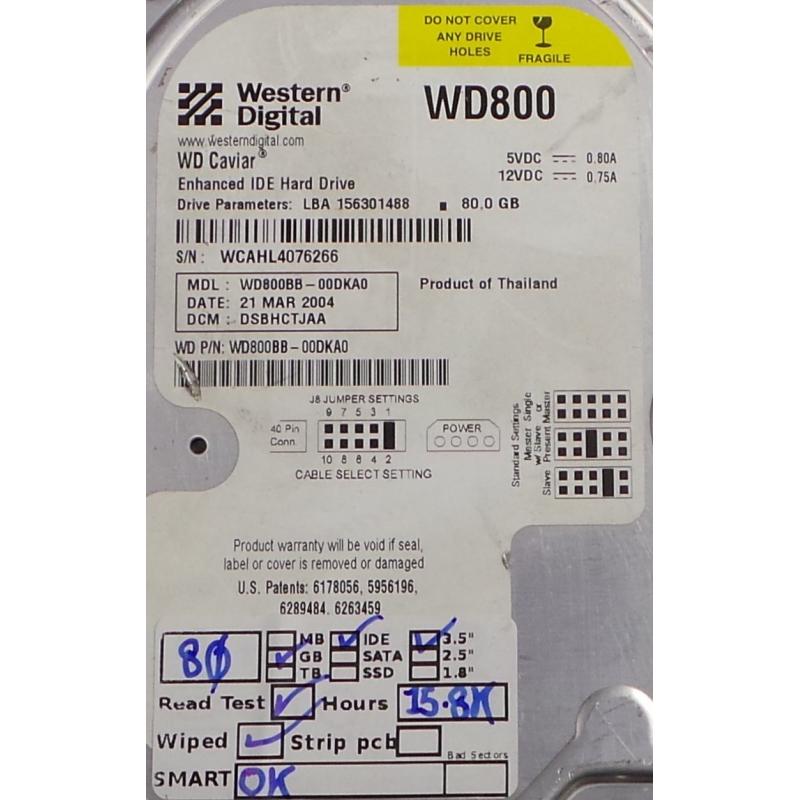 DO NOT COVER
ANY DRIVE
HOLES
FRAGILE
Western®
Digital
WD800
www.westerndigital.com
WD Caviar®
5VDC 0.80A
12VDC 0.75A
Enhanced IDE Hard Drive
Drive Parameters: LBA 156301488 ■ 80.0 GB
S/N: WCAHL4076266
MDL: WD800BB-00DKA0
Product of Thailand
DATE: 21 MAR 2004
DCM: DSBHCTJAA
WD P/N: WD800BB-00DKA0
J8 JUMPER SETTINGS
9 7 5 3 1
40 Pin
Conn.
10 8 6 4 2
CABLE SELECT SETTING
POWER
Standard Settings
Master Single
w/Slave or
Slave Present Master
Product warranty will be void if seal,
label or cover is removed or damaged
U.S. Patents: 6178056, 5956196,
6289484. 6263459
80
MB IDE 3.5"
GB SATA 2.5"
TB SSD 1.8"
Read Test Hours 15.8K
Wiped Strip pcb
Bad Sectors
SMART OK